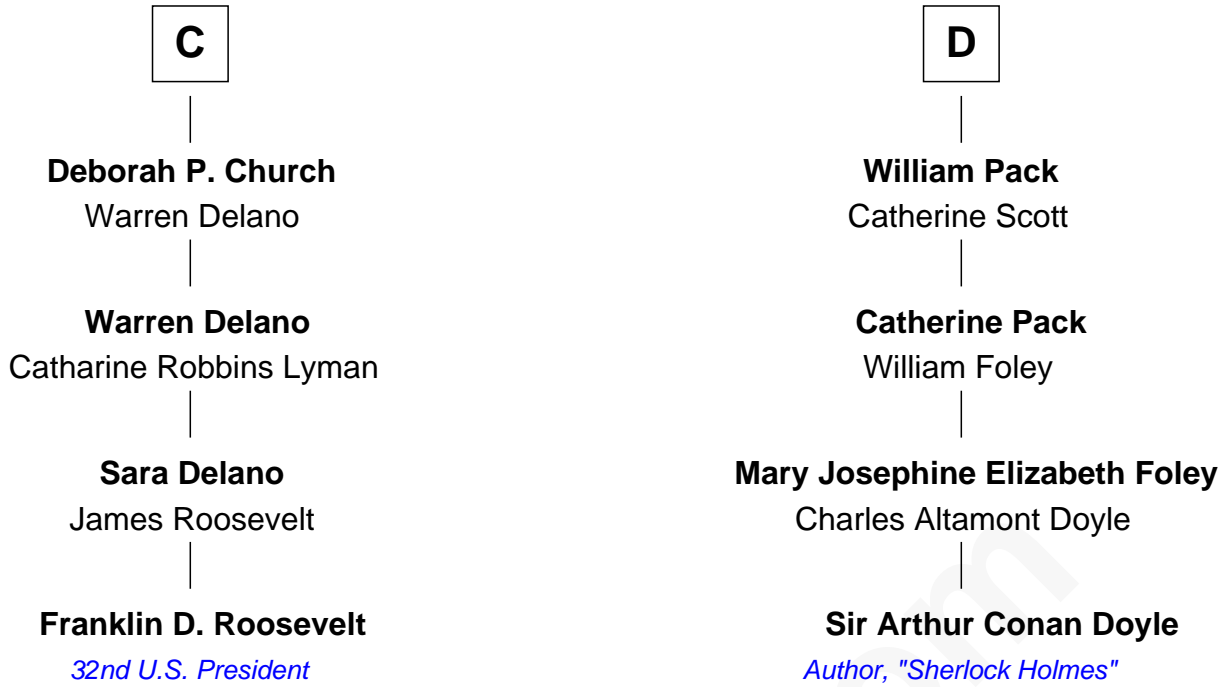 C
Deborah P. Church
Warren Delano
Warren Delano
Catharine Robbins Lyman
Sara Delano
James Roosevelt
Franklin D. Roosevelt
32nd U.S. President
D
William Pack
Catherine Scott
Catherine Pack
William Foley
Mary Josephine Elizabeth Foley
Charles Altamont Doyle
Sir Arthur Conan Doyle
Author, "Sherlock Holmes"